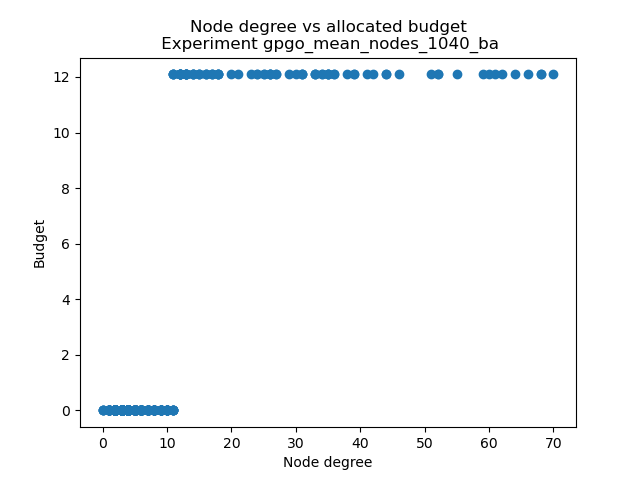 Node degree vs allocated budget
Experiment gpgo_mean_nodes_1040_ba
12
10
8
6
4
2
0
Budget
0 10 20 30 40 50 60 70
Node degree